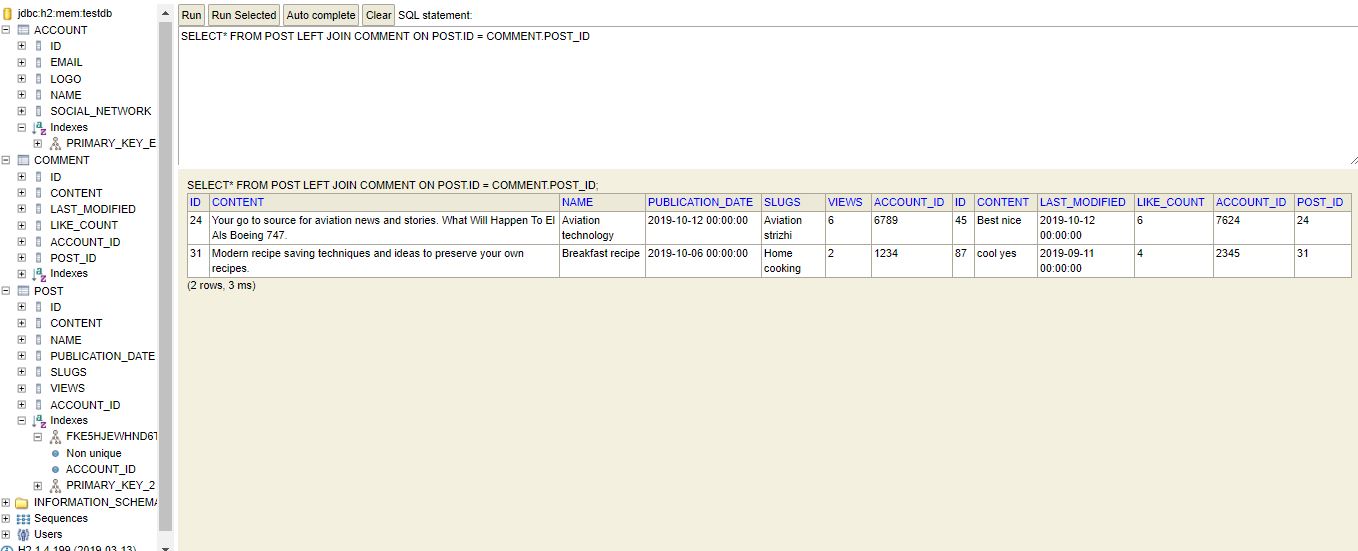 jdbc:h2:mem:testdb
ACCOUNT
ID
EMAIL
LOGO
NAME
SOCIAL_NETWORK
Indexes
PRIMARY_KEY_E
COMMENT
ID
CONTENT
LAST_MODIFIED
LIKE_COUNT
ACCOUNT_ID
POST_ID
Indexes
POST
ID
CONTENT
NAME
PUBLICATION_DATE
SLUGS
VIEWS
ACCOUNT_ID
Indexes
FKE5HJEWHND6T
Non unique
ACCOUNT_ID
PRIMARY_KEY_2
INFORMATION_SCHEMA
Sequences
Users
H2 1.4.199 (2019-03-13)
Run Run Selected Auto complete Clear SQL statement:
SELECT* FROM POST LEFT JOIN COMMENT ON POST.ID = COMMENT.POST_ID
SELECT* FROM POST LEFT JOIN COMMENT ON POST.ID = COMMENT.POST_ID;
ID CONTENT NAME PUBLICATION_DATE SLUGS VIEWS ACCOUNT_ID ID CONTENT LAST_MODIFIED LIKE_COUNT ACCOUNT_ID POST_ID
24 Your go to source for aviation news and stories. What Will Happen To El Aviation 2019-10-12 00:00:00 Aviation 6 6789 45 Best nice 2019-10-12 6 7624 24
Als Boeing 747. technology strizhi 00:00:00
31 Modern recipe saving techniques and ideas to preserve your own Breakfast recipe 2019-10-06 00:00:00 Home 2 1234 87 cool yes 2019-09-11 4 2345 31
recipes. cooking 00:00:00
(2 rows, 3 ms)